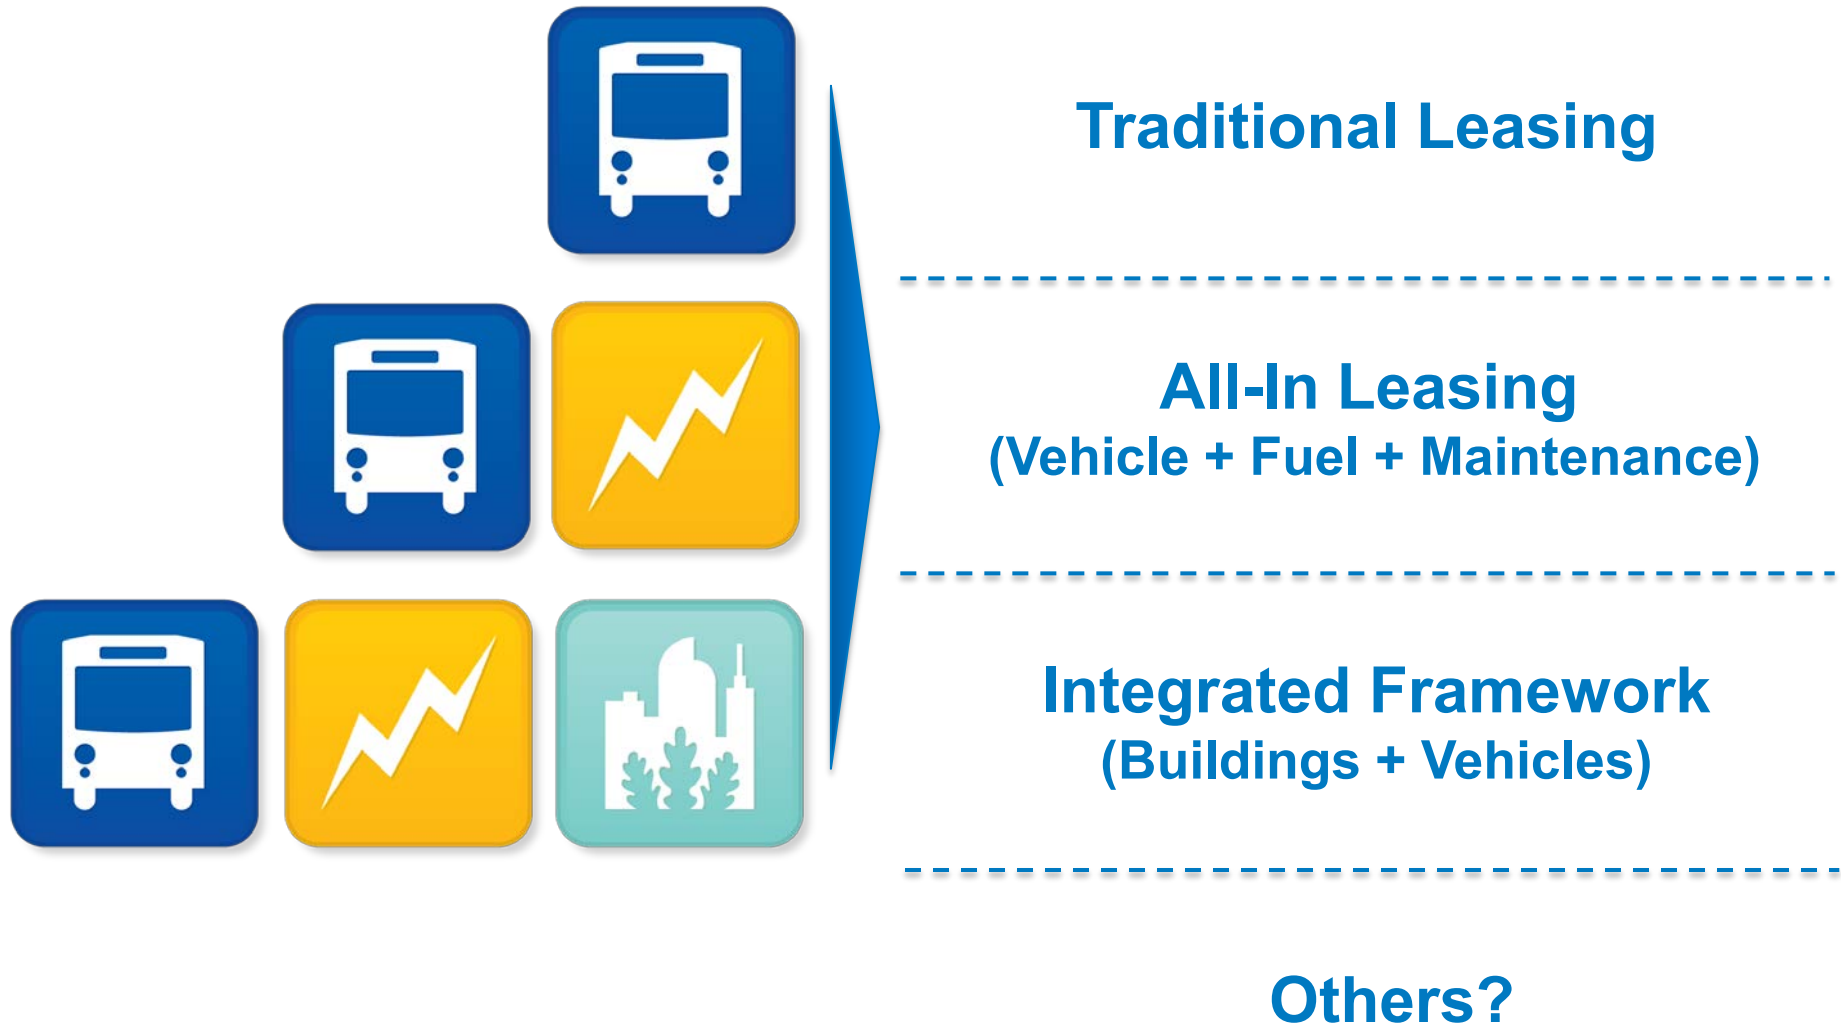 Traditional Leasing
All-In Leasing
(Vehicle + Fuel + Maintenance)
Integrated Framework
(Buildings + Vehicles)
Others?